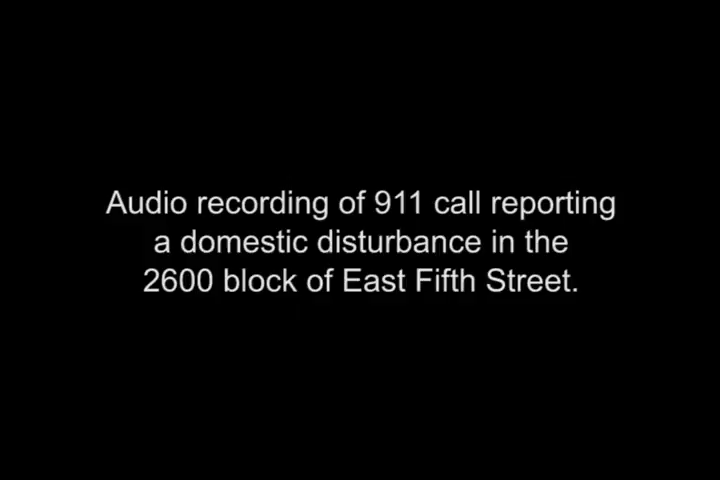 Audio recording of 911 call reporting
a domestic disturbance in the
2600 block of East Fifth Street.